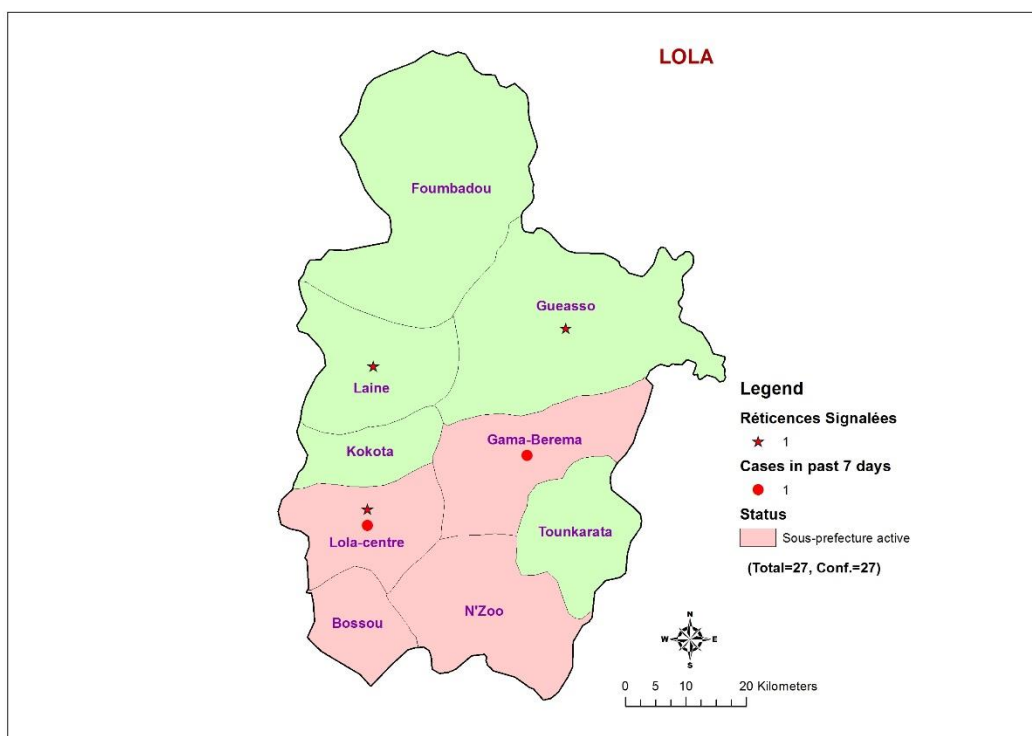 LOLA
Foumbadou
Gueasso
Laine
Legend
Réticences Signalées
1
Cases in past 7 days
1
Status
Sous-prefecture active
(Total=27, Conf.=27)
Gama-Berema
Kokota
Tounkarata
Lola-centre
N'Zoo
Bossou
N
W E
S
0 5 10 20 Kilometers